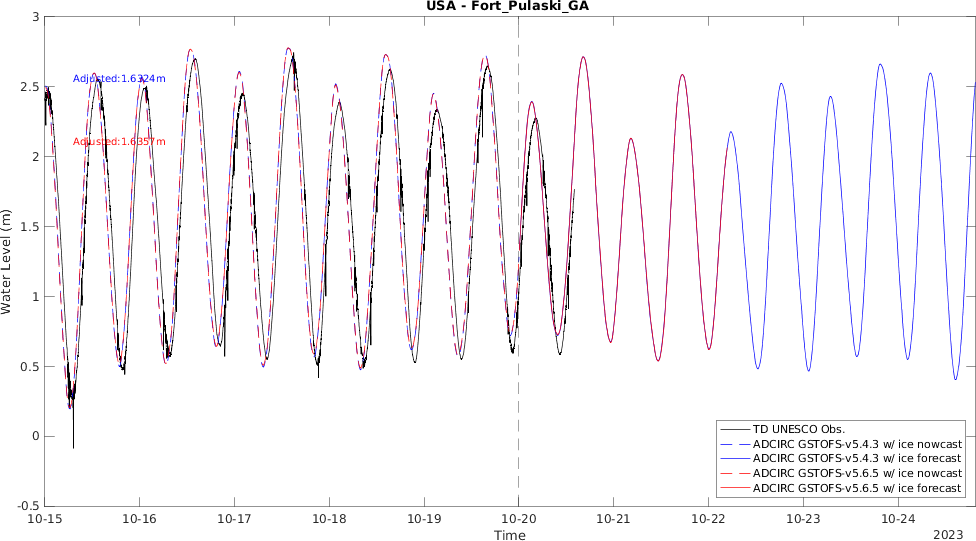 USA - Fort_Pulaski_GA
3
2.5
2
1.5
1
0.5
0
-0.5
Water Level (m)
Adjusted:1.6324m
Adjusted:1.6357m
TD UNESCO Obs.
ADCIRC GSTOFS-v5.4.3 w/ ice nowcast
ADCIRC GSTOFS-v5.4.3 w/ ice forecast
ADCIRC GSTOFS-v5.6.5 w/ ice nowcast
ADCIRC GSTOFS-v5.6.5 w/ ice forecast
10-15 10-16 10-17 10-18 10-19 10-20 10-21 10-22 10-23 10-24
Time
2023